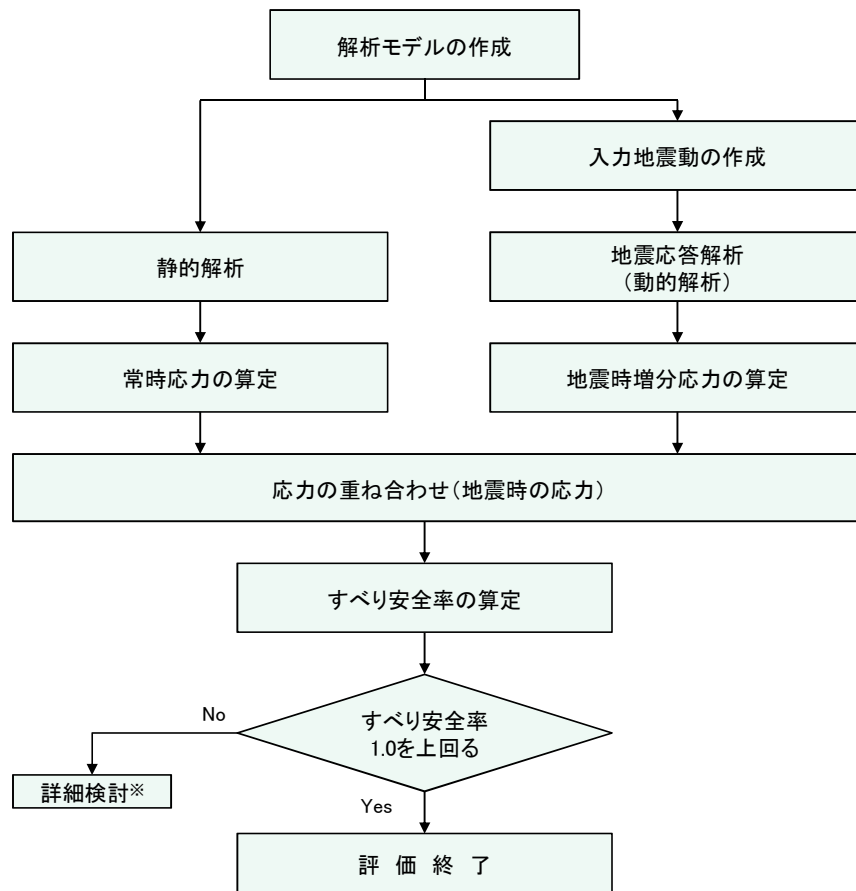 解析モデルの作成
入力地震動の作成
静的解析
地震応答解析
(動的解析)
常時応力の算定
地震時増分応力の算定
応力の重ね合わせ(地震時の応力)
すべり安全率の算定
すべり安全率
1.0を上回る
No
詳細検討※
Yes
評 価 終 了